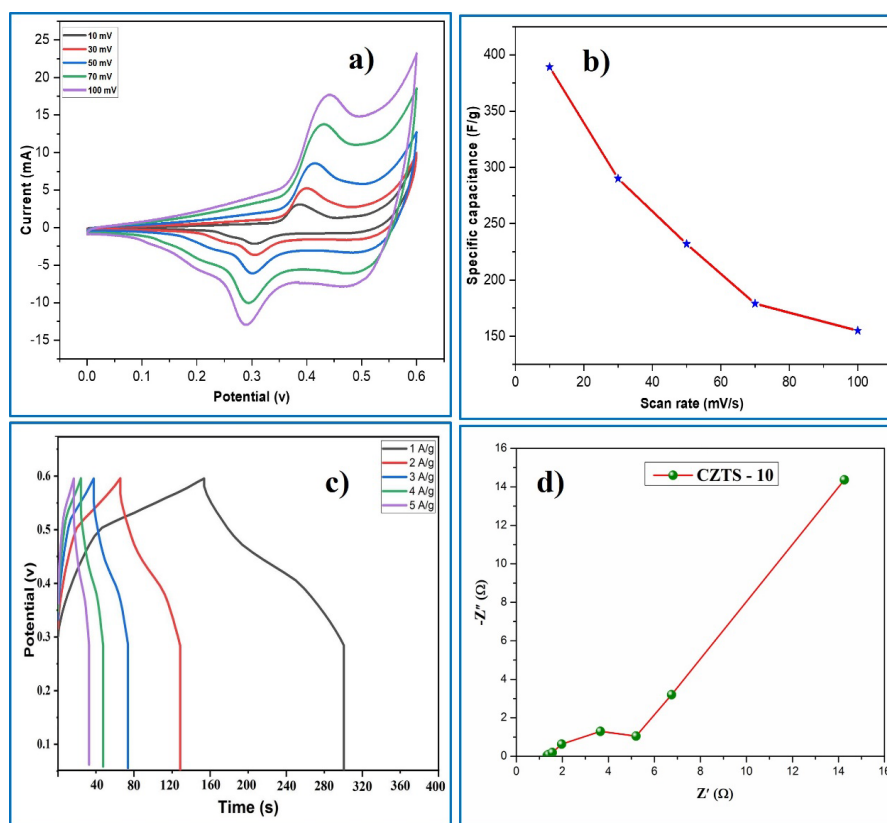 10 mV
30 mV
50 mV
70 mV
100 mV
a)
25
20
15
10
5
0
-5
-10
-15
Current (mA)
0.0 0.1 0.2 0.3 0.4 0.5 0.6
Potential (v)
b)
400
350
300
250
200
150
Specific capacitance (F/g)
0 20 40 60 80 100
Scan rate (mV/s)
c)
1 A/g
2 A/g
3 A/g
4 A/g
5 A/g
0.6
0.5
0.4
0.3
0.2
0.1
Potential (v)
40 80 120 160 200 240 280 320 360 400
Time (s)
d)
CZTS - 10
16
14
12
10
8
6
4
2
0
-Z″ (Ω)
0 2 4 6 8 10 12 14 16
Z′ (Ω)